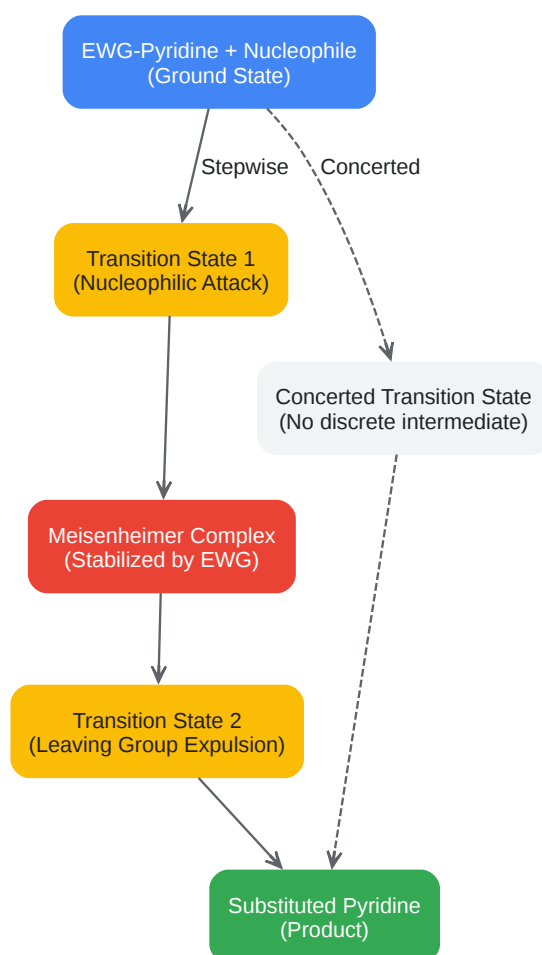 EWG-Pyridine + Nucleophile
(Ground State)
Stepwise
Concerted
Transition State 1
(Nucleophilic Attack)
Concerted Transition State
(No discrete intermediate)
Meisenheimer Complex
(Stabilized by EWG)
Transition State 2
(Leaving Group Expulsion)
Substituted Pyridine
(Product)